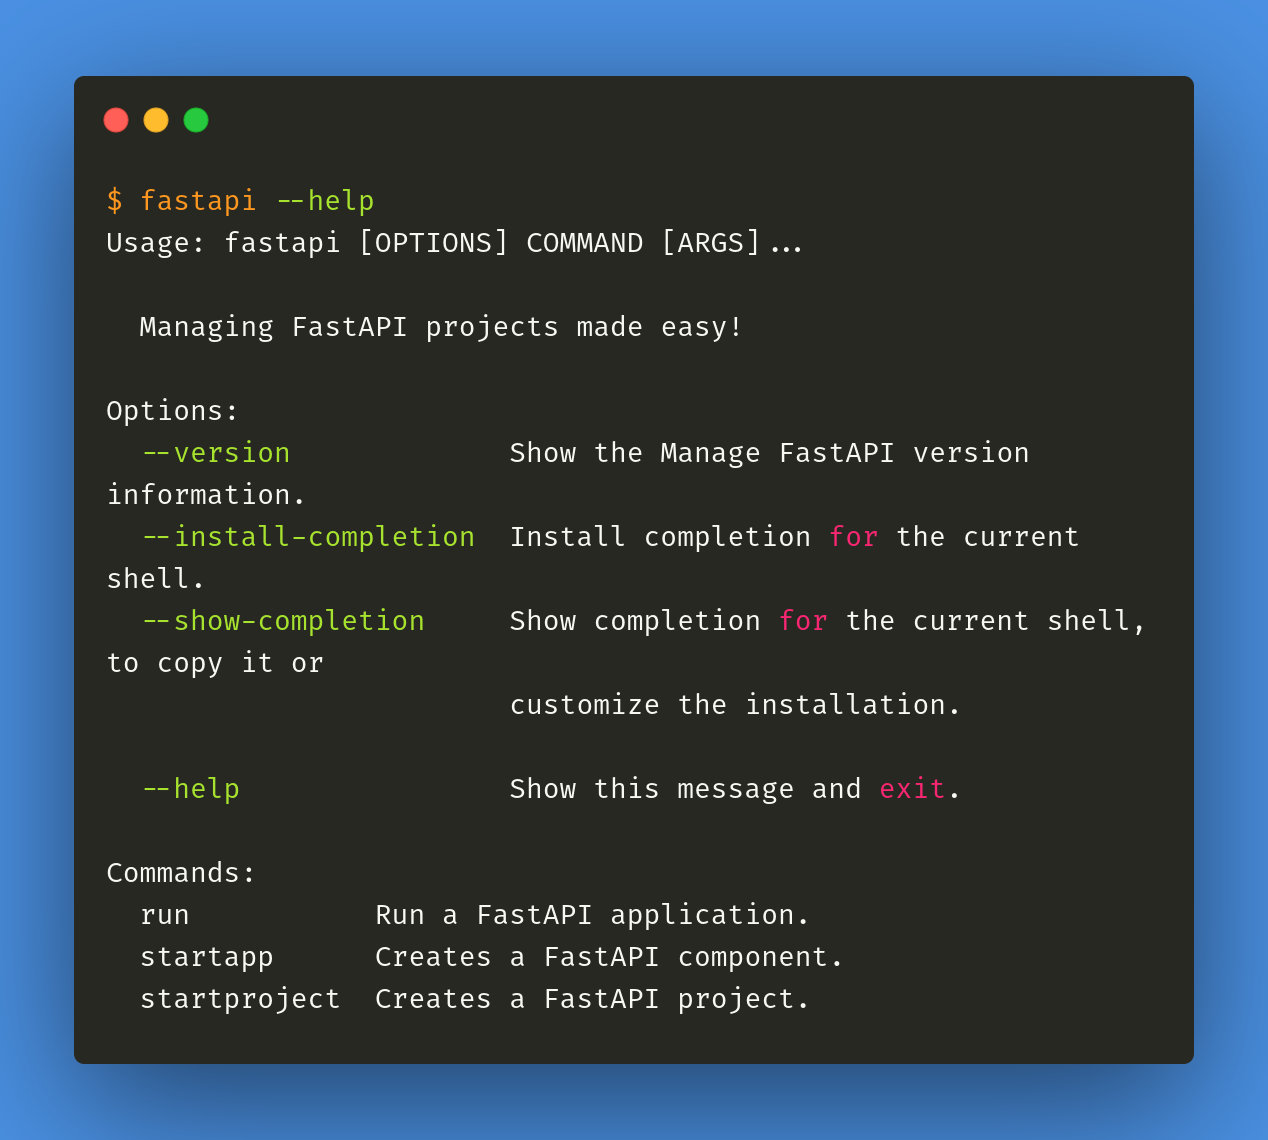 $ fastapi --help
Usage: fastapi [OPTIONS] COMMAND [ARGS]...
Managing FastAPI projects made easy!
Options:
--version Show the Manage FastAPI version
information.
--install-completion Install completion for the current
shell.
--show-completion Show completion for the current shell,
to copy it or
customize the installation.
--help Show this message and exit.
Commands:
run Run a FastAPI application.
startapp Creates a FastAPI component.
startproject Creates a FastAPI project.